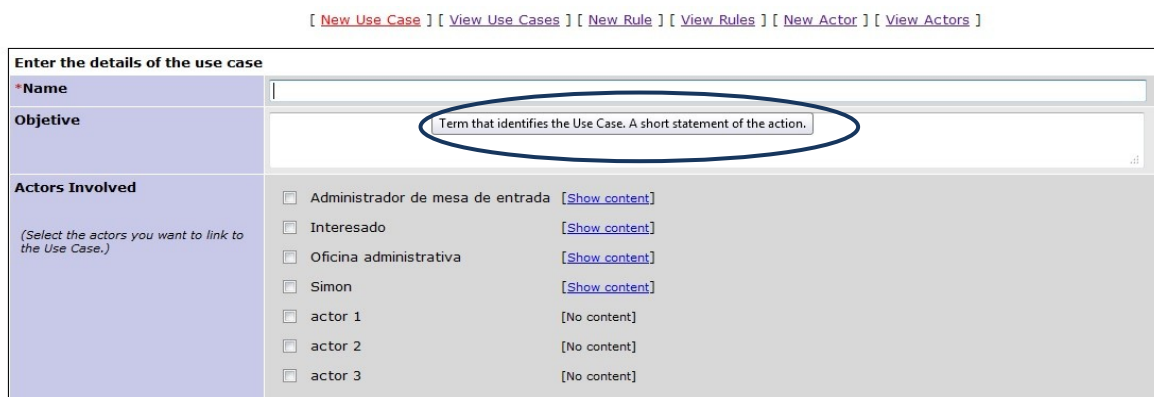 [ New Use Case ] [ View Use Cases ] [ New Rule ] [ View Rules ] [ New Actor ] [ View Actors ]
Enter the details of the use case
*Name
Objetive
Term that identifies the Use Case. A short statement of the action.
Actors Involved
(Select the actors you want to link to
the Use Case.)
Administrador de mesa de entrada [Show content]
Interesado [Show content]
Oficina administrativa [Show content]
Simon [Show content]
actor 1 [No content]
actor 2 [No content]
actor 3 [No content]